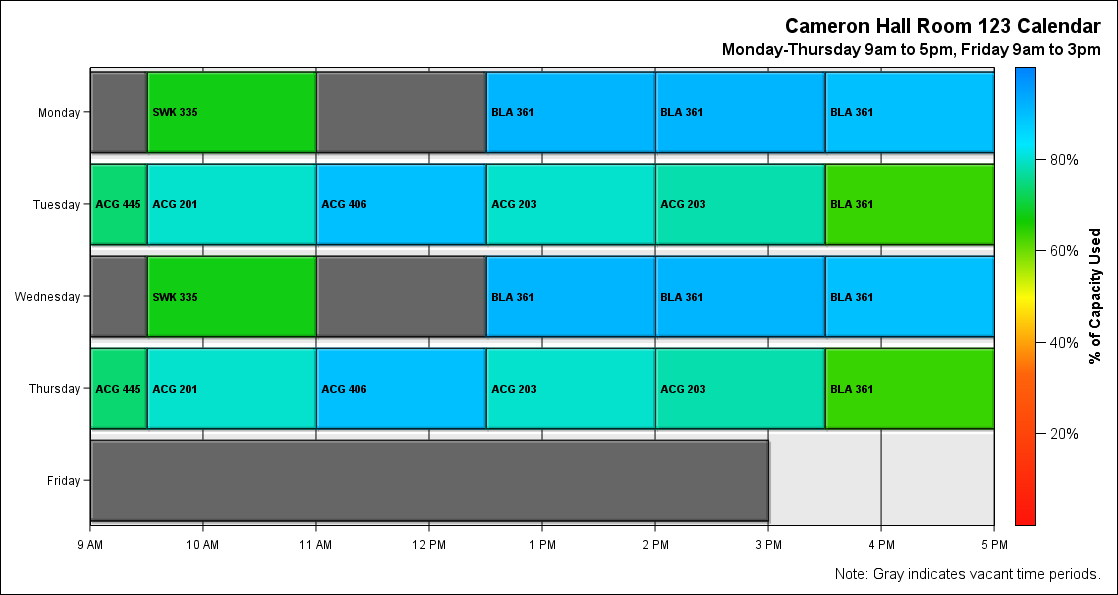 Cameron Hall Room 123 Calendar
Monday-Thursday 9am to 5pm, Friday 9am to 3pm
Monday
SWK 335
BLA 361
BLA 361
BLA 361
Tuesday
ACG 445
ACG 201
ACG 406
ACG 203
ACG 203
BLA 361
Wednesday
SWK 335
BLA 361
BLA 361
BLA 361
Thursday
ACG 445
ACG 201
ACG 406
ACG 203
ACG 203
BLA 361
Friday
9 AM
10 AM
11 AM
12 PM
1 PM
2 PM
3 PM
4 PM
5 PM
80%
60%
40%
20%
% of Capacity Used
Note: Gray indicates vacant time periods.